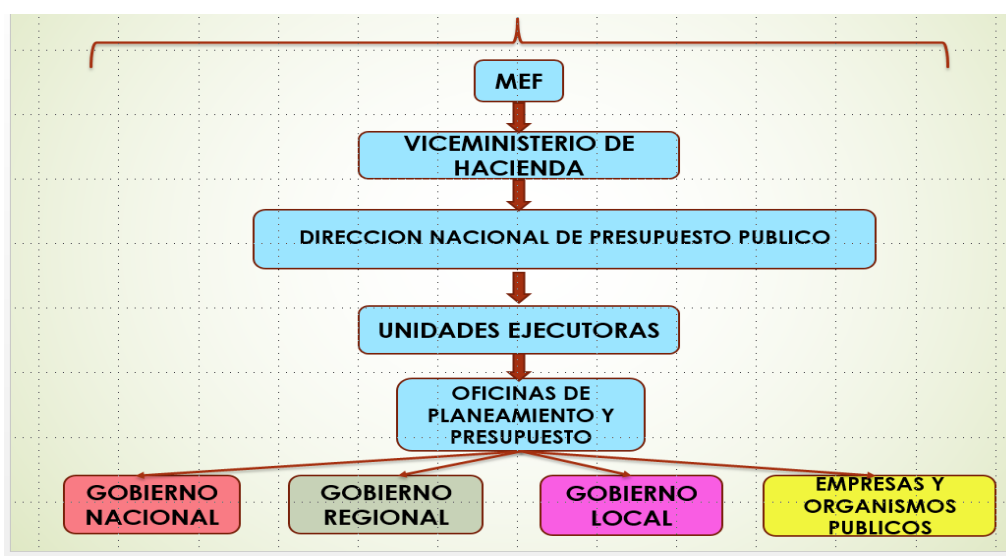 MEF
VICEMINISTERIO DE
HACIENDA
DIRECCION NACIONAL DE PRESUPUESTO PUBLICO
UNIDADES EJECUTORAS
OFICINAS DE
PLANEAMIENTO Y
PRESUPUESTO
GOBIERNO
NACIONAL
GOBIERNO
REGIONAL
GOBIERNO
LOCAL
EMPRESAS Y
ORGANISMOS
PUBLICOS